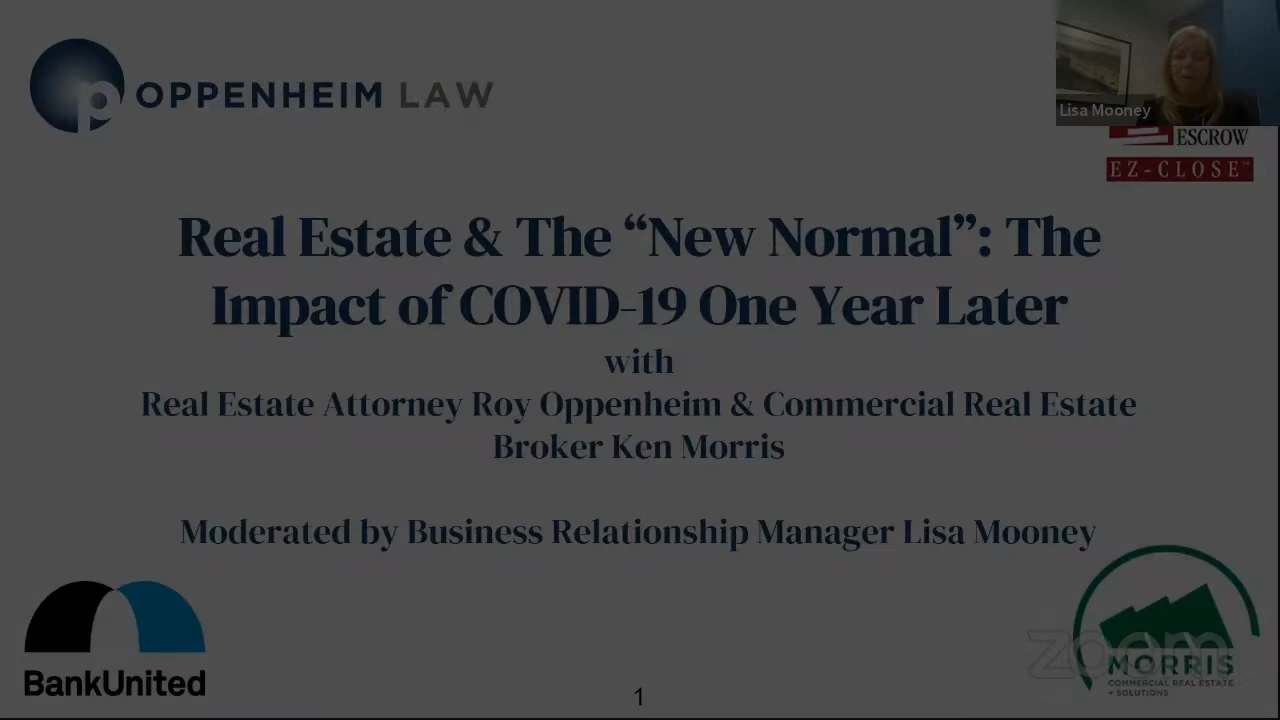 OPPENHEIM LAW
Lisa Mooney
ESCROW
EZ-CLOSE™
Real Estate & The “New Normal”: The
Impact of COVID-19 One Year Later
with
Real Estate Attorney Roy Oppenheim & Commercial Real Estate
Broker Ken Morris
Moderated by Business Relationship Manager Lisa Mooney
BankUnited
1
zoom
MORRIS
COMMERCIAL REAL ESTATE
+ SOLUTIONS